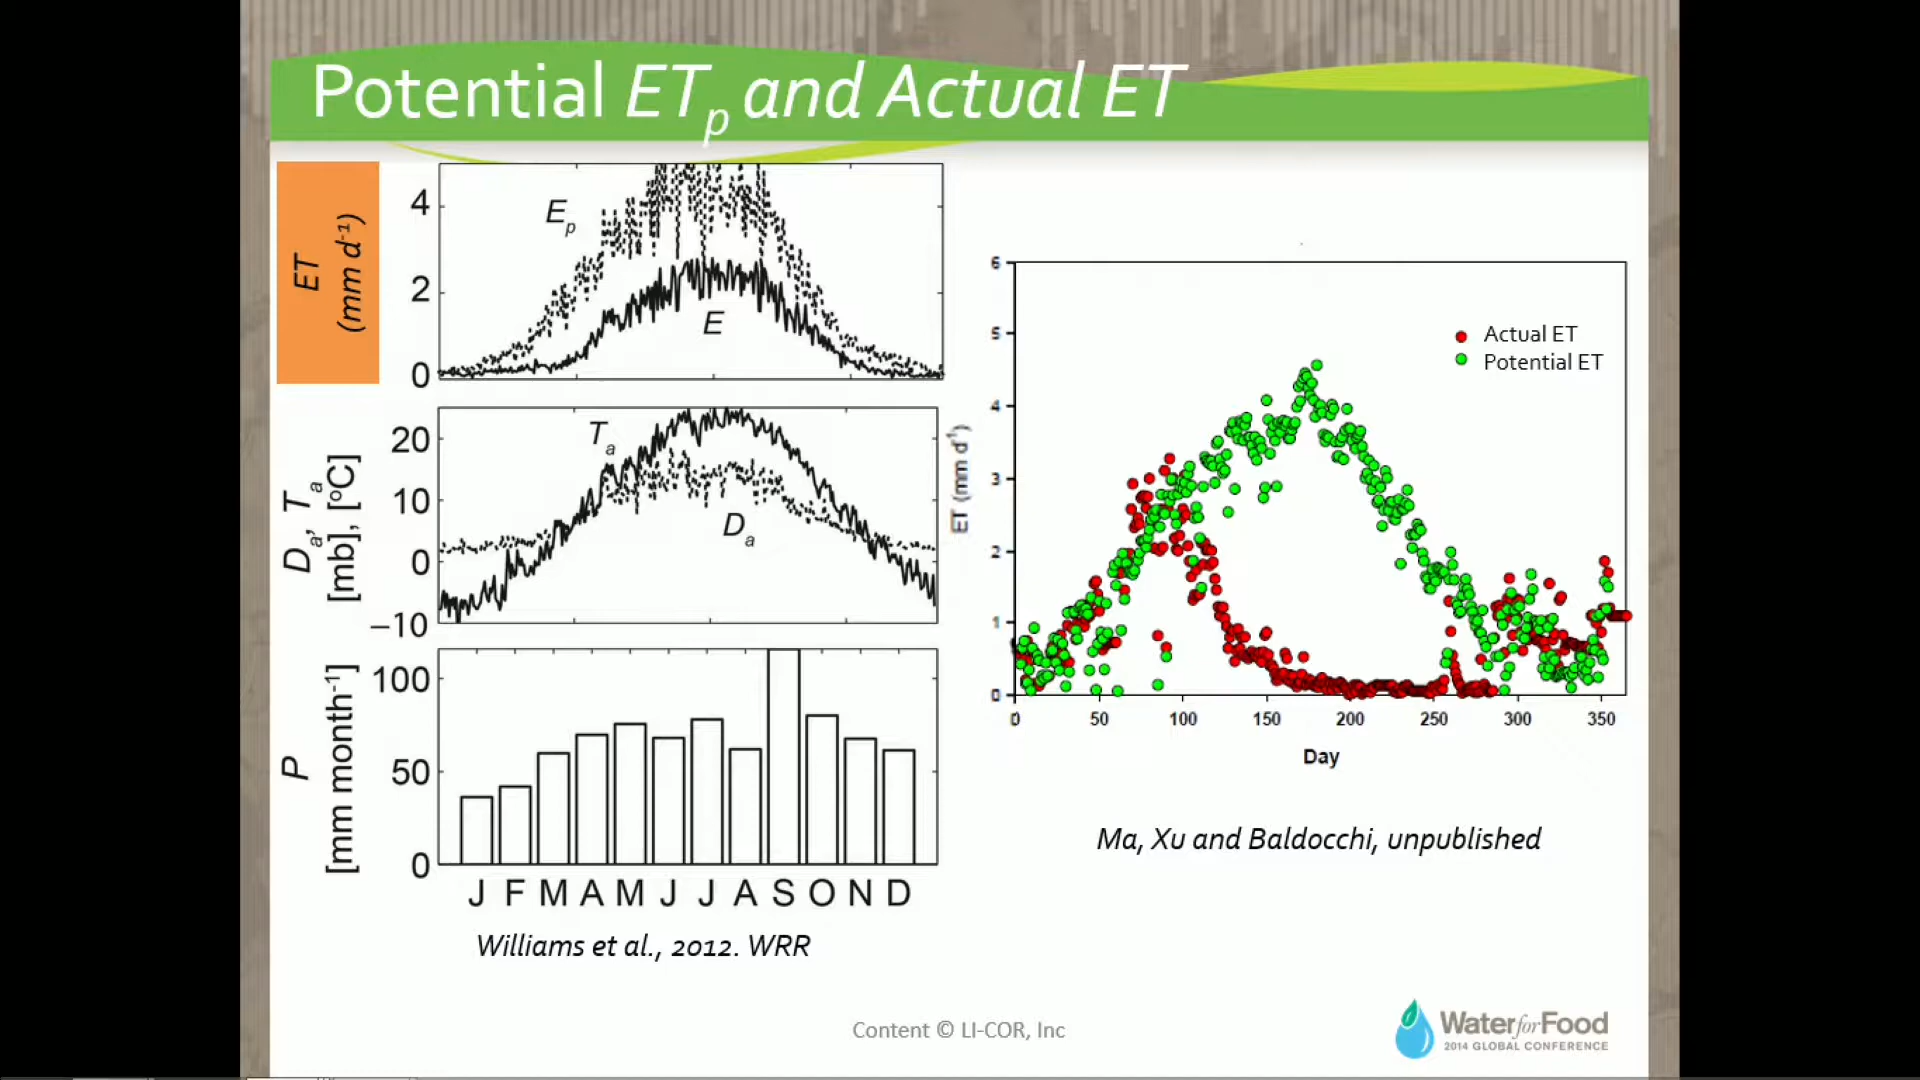 Potential ETp and Actual ET
ET
(mm d-1)
4
2
0
Ep
E
Da, Ta
[mb], [oC]
20
10
0
–10
Ta
Da
P
[mm month-1]
100
50
0
J F M A M J J A S O N D
Williams et al., 2012. WRR
ET (mm d-1)
6
5
4
3
2
1
0
Actual ET
Potential ET
0 50 100 150 200 250 300 350
Day
Ma, Xu and Baldocchi, unpublished
Content © LI-COR, Inc
Water for Food
2014 GLOBAL CONFERENCE